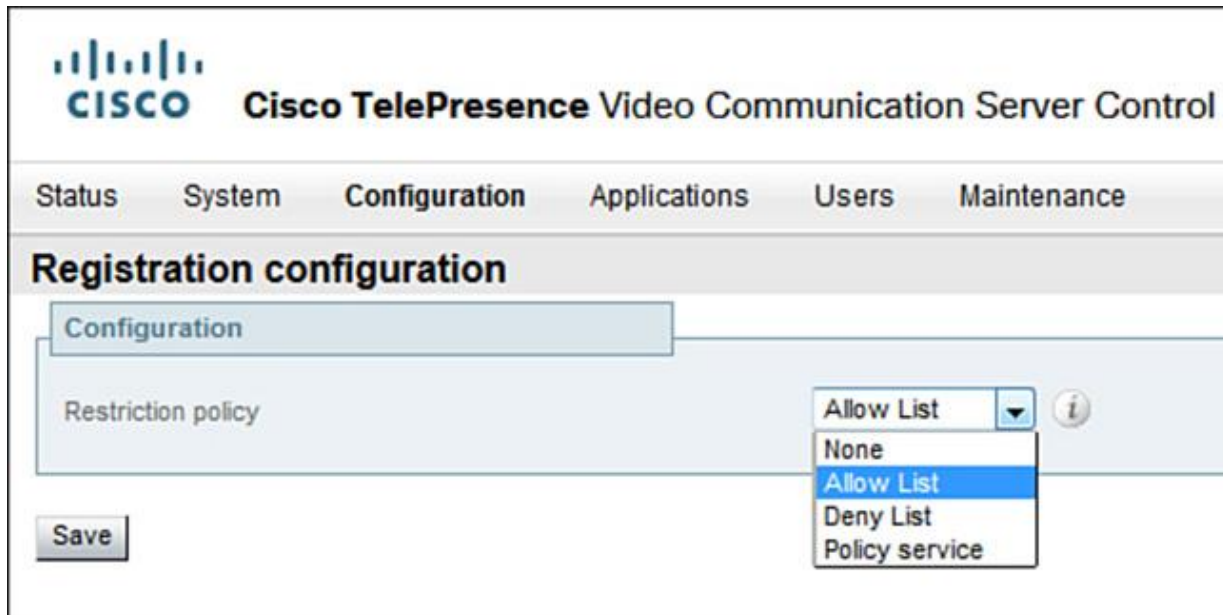 CISCO Cisco TelePresence Video Communication Server Control
Status System Configuration Applications Users Maintenance
Registration configuration
Configuration
Restriction policy Allow List i
None
Allow List
Deny List
Policy service
Save